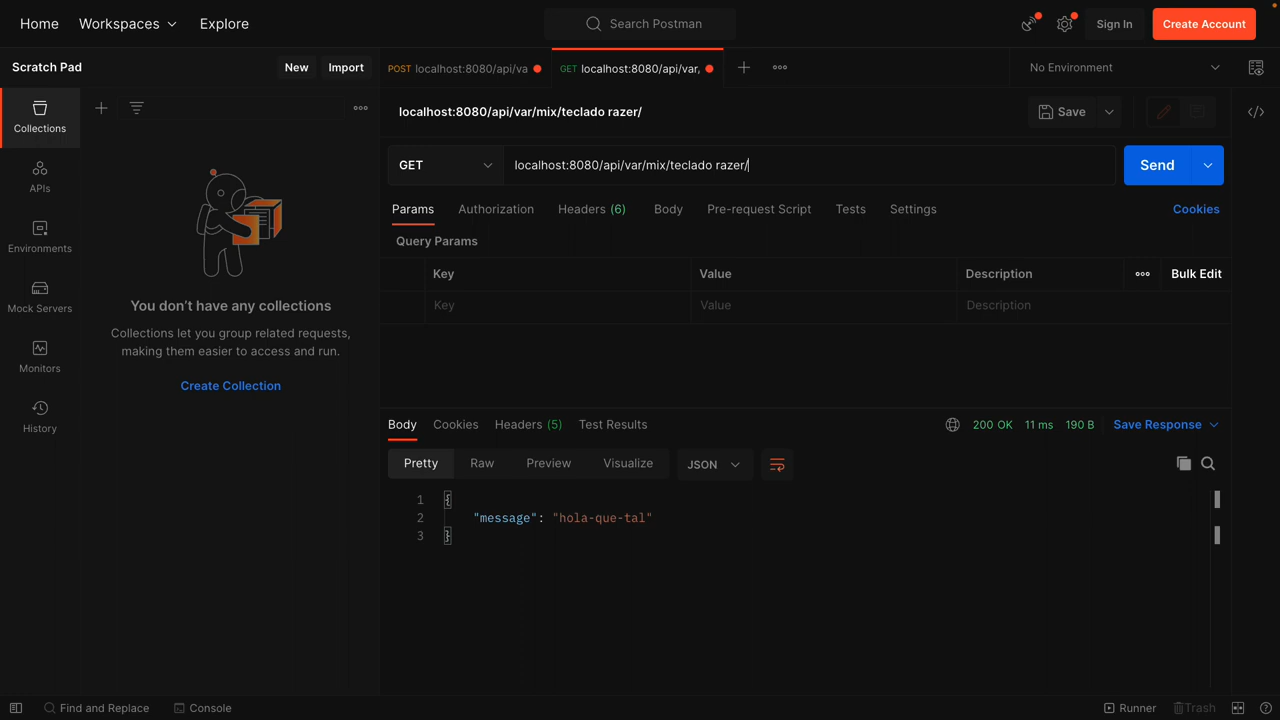 Home
Workspaces
Explore
Search Postman
Sign In
Create Account
Scratch Pad
New
Import
POST localhost:8080/api/va
GET localhost:8080/api/var,
No Environment
Collections
APIs
Environments
Mock Servers
Monitors
History
You don't have any collections
Collections let you group related requests,
making them easier to access and run.
Create Collection
localhost:8080/api/var/mix/teclado razer/
Save
GET
localhost:8080/api/var/mix/teclado razer/
Send
Params
Authorization
Headers (6)
Body
Pre-request Script
Tests
Settings
Cookies
Query Params
Key
Value
Description
Bulk Edit
Key
Value
Description
Body
Cookies
Headers (5)
Test Results
200 OK
11 ms
190 B
Save Response
Pretty
Raw
Preview
Visualize
JSON
1 {
2 "message": "hola-que-tal"
3 }
Find and Replace
Console
Runner
Trash